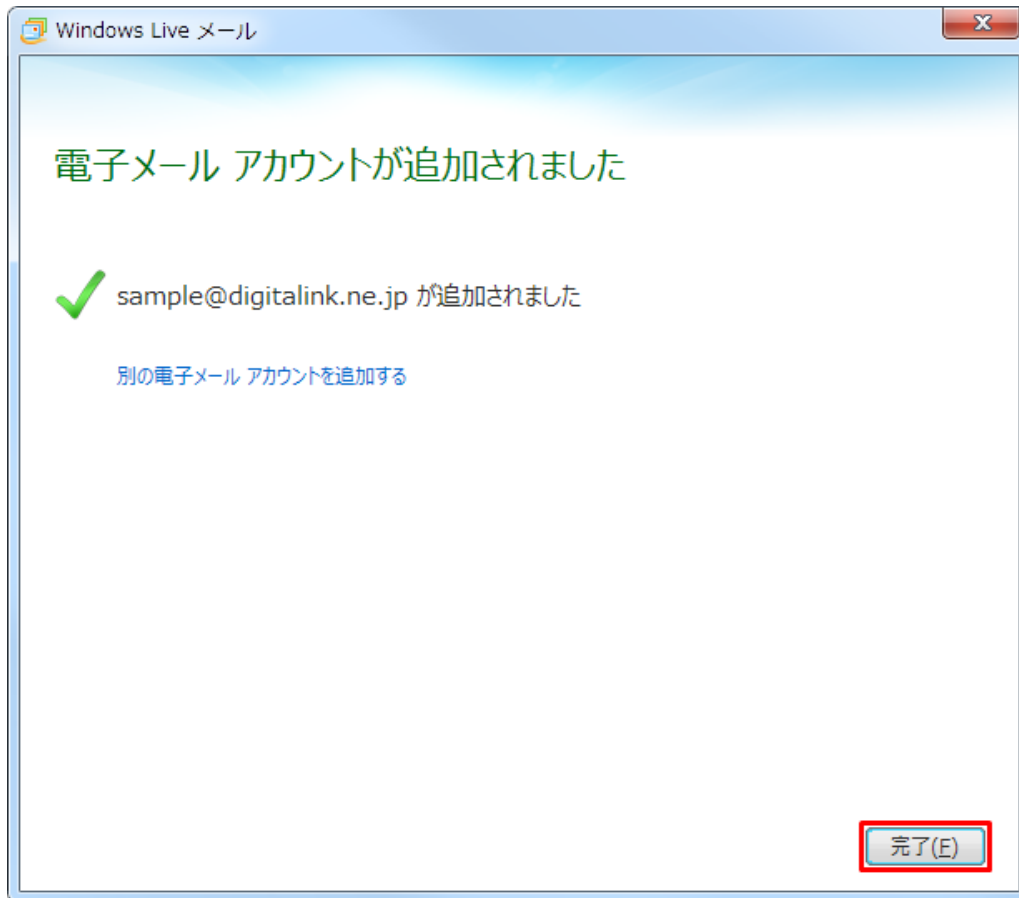 Windows Live メール
電子メール アカウントが追加されました
sample@digitalink.ne.jp が追加されました
別の電子メール アカウントを追加する
完了(F)